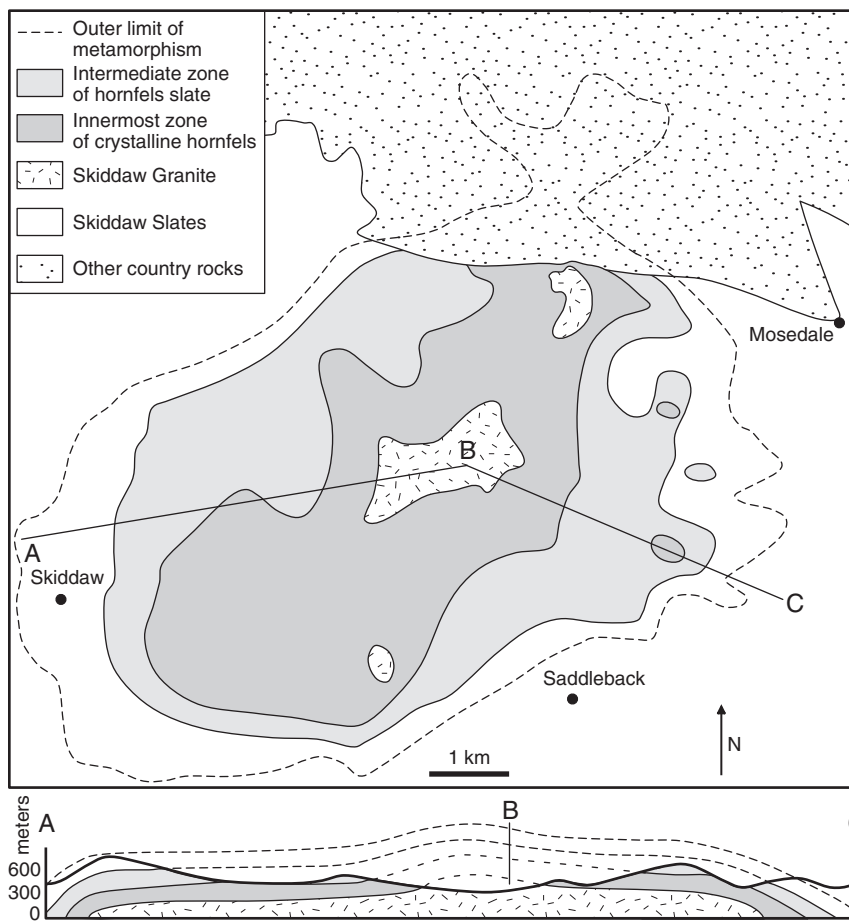 Outer limit of
metamorphism
Intermediate zone
of hornfels slate
Innermost zone
of crystalline hornfels
Skiddaw Granite
Skiddaw Slates
Other country rocks
Mosedale
B
A
Skiddaw
C
Saddleback
1 km
N
A
B
meters
600
300
0